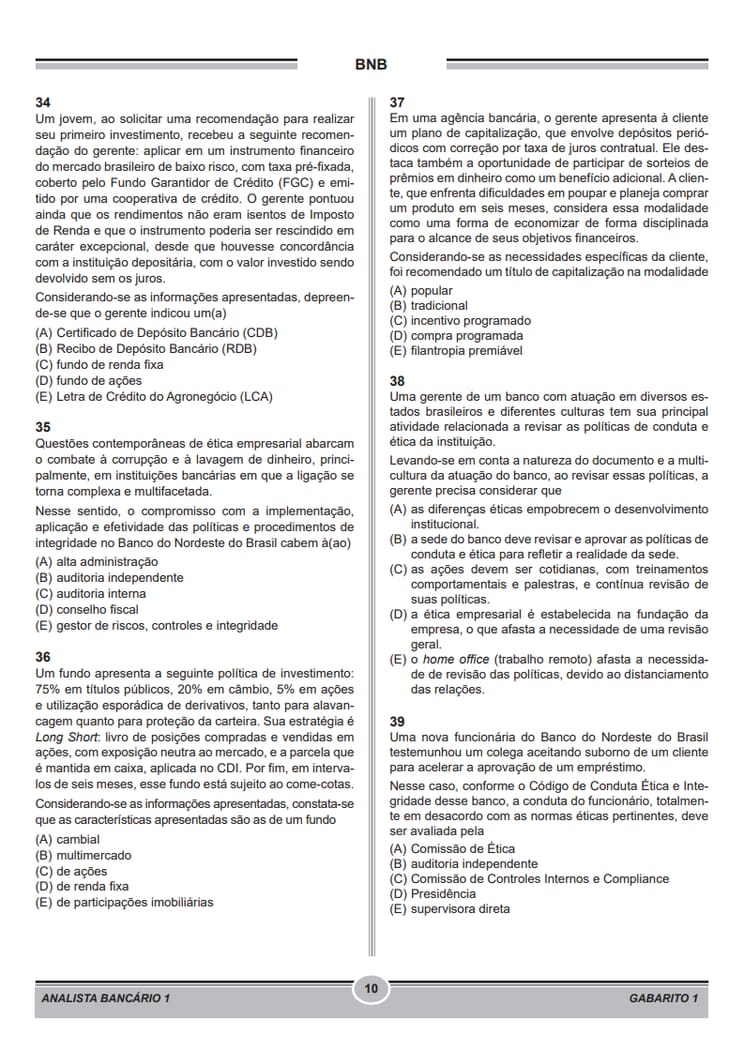 BNB
34
Um jovem, ao solicitar uma recomendação para realizar
seu primeiro investimento, recebeu a seguinte recomen-
dação do gerente: aplicar em um instrumento financeiro
do mercado brasileiro de baixo risco, com taxa pré-fixada,
coberto pelo Fundo Garantidor de Crédito (FGC) e emi-
tido por uma cooperativa de crédito. O gerente pontuou
ainda que os rendimentos não eram isentos de Imposto
de Renda e que o instrumento poderia ser rescindido em
caráter excepcional, desde que houvesse concordância
com a instituição depositária, com o valor investido sendo
devolvido sem os juros.
Considerando-se as informações apresentadas, depreen-
de-se que o gerente indicou um(a)
(A) Certificado de Depósito Bancário (CDB)
(B) Recibo de Depósito Bancário (RDB)
(C) fundo de renda fixa
(D) fundo de ações
(E) Letra de Crédito do Agronegócio (LCA)
35
Questões contemporâneas de ética empresarial abarcam
o combate à corrupção e à lavagem de dinheiro, princi-
palmente, em instituições bancárias em que a ligação se
torna complexa e multifacetada.
Nesse sentido, o compromisso com a implementação,
aplicação e efetividade das políticas e procedimentos de
integridade no Banco do Nordeste do Brasil cabem à(ao)
(A) alta administração
(B) auditoria independente
(C) auditoria interna
(D) conselho fiscal
(E) gestor de riscos, controles e integridade
36
Um fundo apresenta a seguinte política de investimento:
75% em títulos públicos, 20% em câmbio, 5% em ações
e utilização esporádica de derivativos, tanto para alavan-
cagem quanto para proteção da carteira. Sua estratégia é
Long Short: livro de posições compradas e vendidas em
ações, com exposição neutra ao mercado, e a parcela que
é mantida em caixa, aplicada no CDI. Por fim, em interva-
los de seis meses, esse fundo está sujeito ao come-cotas.
Considerando-se as informações apresentadas, constata-se
que as características apresentadas são as de um fundo
(A) cambial
(B) multimercado
(C) de ações
(D) de renda fixa
(E) de participações imobiliárias
37
Em uma agência bancária, o gerente apresenta à cliente
um plano de capitalização, que envolve depósitos perió-
dicos com correção por taxa de juros contratual. Ele des-
taca também a oportunidade de participar de sorteios de
prêmios em dinheiro como um benefício adicional. A clien-
te, que enfrenta dificuldades em poupar e planeja comprar
um produto em seis meses, considera essa modalidade
como uma forma de economizar de forma disciplinada
para o alcance de seus objetivos financeiros.
Considerando-se as necessidades específicas da cliente,
foi recomendado um título de capitalização na modalidade
(A) popular
(B) tradicional
(C) incentivo programado
(D) compra programada
(E) filantropia premiável
38
Uma gerente de um banco com atuação em diversos es-
tados brasileiros e diferentes culturas tem sua principal
atividade relacionada a revisar as políticas de conduta e
ética da instituição.
Levando-se em conta a natureza do documento e a multi-
cultura da atuação do banco, ao revisar essas políticas, a
gerente precisa considerar que
(A) as diferenças éticas empobrecem o desenvolvimento
institucional.
(B) a sede do banco deve revisar e aprovar as políticas de
conduta e ética para refletir a realidade da sede.
(C) as ações devem ser cotidianas, com treinamentos
comportamentais e palestras, e contínua revisão de
suas políticas.
(D) a ética empresarial é estabelecida na fundação da
empresa, o que afasta a necessidade de uma revisão
geral.
(E) o home office (trabalho remoto) afasta a necessida-
de de revisão das políticas, devido ao distanciamento
das relações.
39
Uma nova funcionária do Banco do Nordeste do Brasil
testemunhou um colega aceitando suborno de um cliente
para acelerar a aprovação de um empréstimo.
Nesse caso, conforme o Código de Conduta Ética e Inte-
gridade desse banco, a conduta do funcionário, totalmen-
te em desacordo com as normas éticas pertinentes, deve
ser avaliada pela
(A) Comissão de Ética
(B) auditoria independente
(C) Comissão de Controles Internos e Compliance
(D) Presidência
(E) supervisora direta
ANALISTA BANCÁRIO 1
10
GABARITO 1